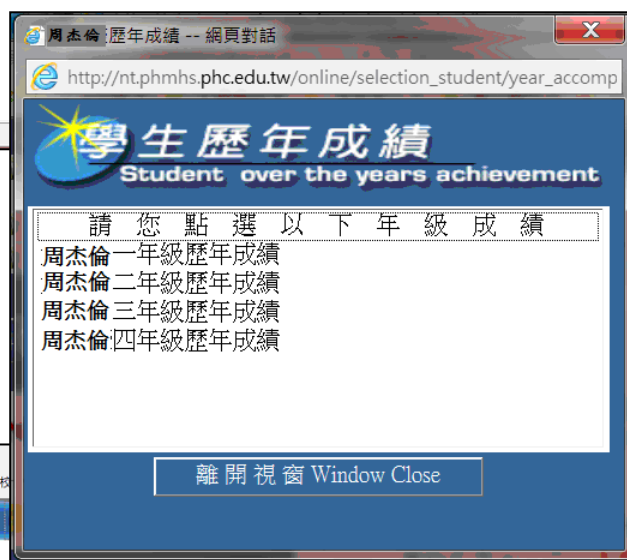 周杰倫 歷年成績 -- 網頁對話
http://nt.phmhs.phc.edu.tw/online/selection_student/year_accomp
學生歷年成績
Student over the years achievement
請您點選以下年級成績
周杰倫一年級歷年成績
周杰倫二年級歷年成績
周杰倫三年級歷年成績
周杰倫四年級歷年成績
校
離開視窗 Window Close